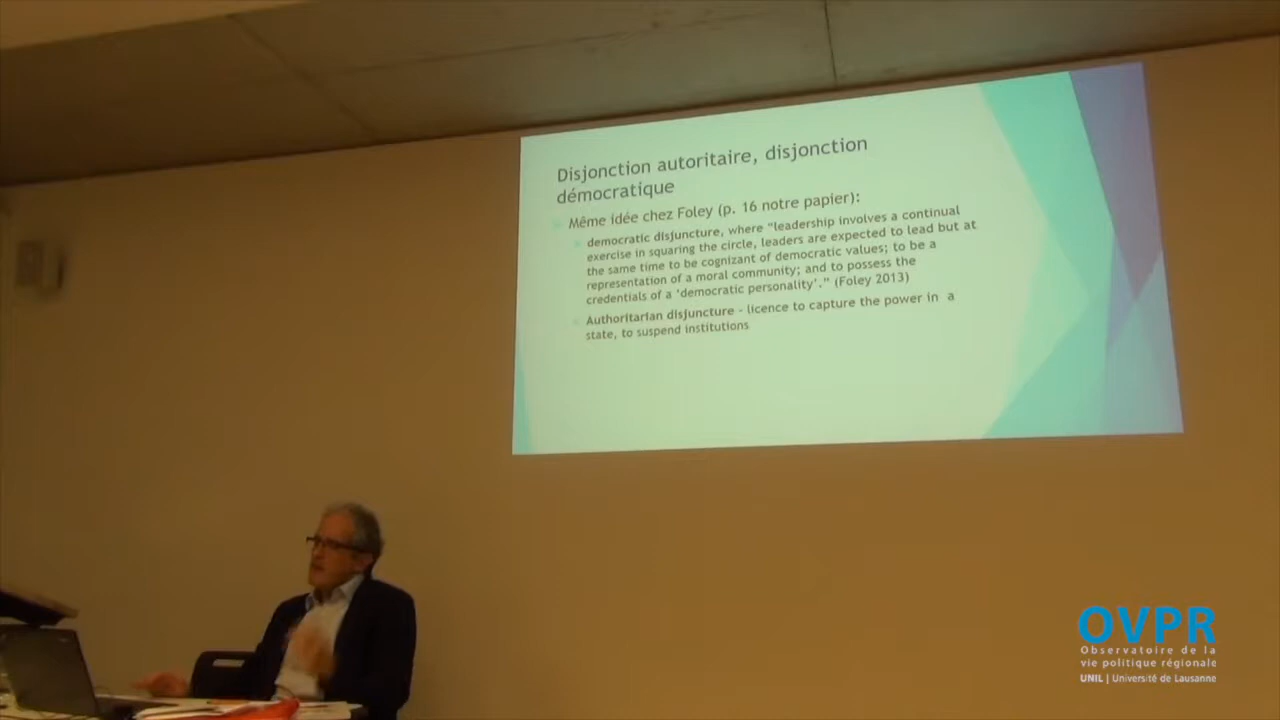 Disjonction autoritaire, disjonction
démocratique
Même idée chez Foley (p. 16 notre papier):
democratic disjuncture, where “leadership involves a continual
exercise in squaring the circle, leaders are expected to lead but at
the same time to be cognizant of democratic values; to be a
representation of a moral community; and to possess the
credentials of a ‘democratic personality’.” (Foley 2013)
Authoritarian disjuncture - licence to capture the power in a
state, to suspend institutions
OVPR
Observatoire de la
vie politique régionale
UNIL | Université de Lausanne